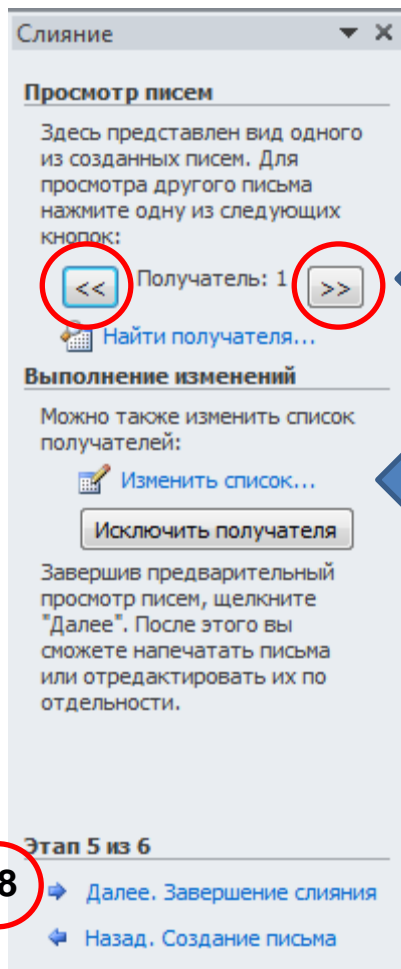 Слияние
Просмотр писем
Здесь представлен вид одного
из созданных писем. Для
просмотра другого письма
нажмите одну из следующих
кнопок:
<< Получатель: 1 >>
Найти получателя...
Выполнение изменений
Можно также изменить список
получателей:
Изменить список...
Исключить получателя
Завершив предварительный
просмотр писем, щелкните
"Далее". После этого вы
сможете напечатать письма
или отредактировать их по
отдельности.
Этап 5 из 6
8 Далее. Завершение слияния
Назад. Создание письма